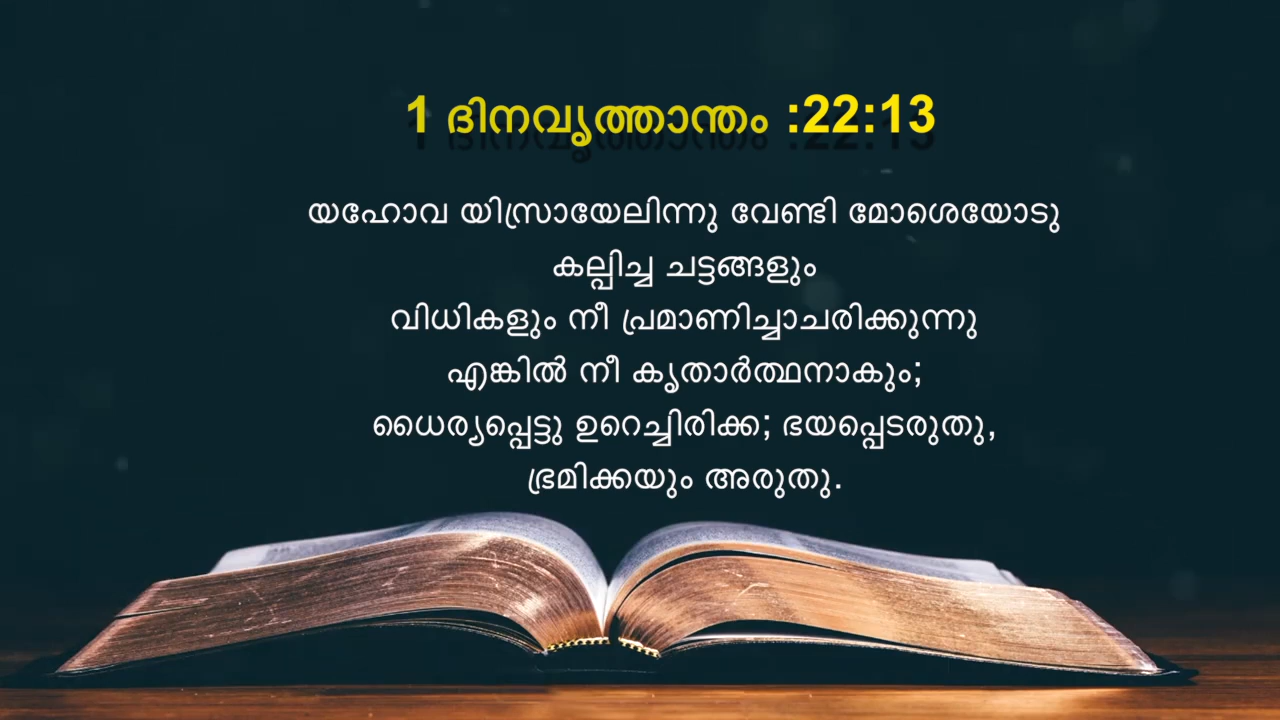 1 ദിനവൃത്താന്തം :22:13
യഹോവ യിസ്രായേലിന്നു വേണ്ടി മോശെയോടു
കല്പിച്ച ചട്ടങ്ങളും
വിധികളും നീ പ്രമാണിച്ചാചരിക്കുന്നു
എങ്കിൽ നീ കൃതാർത്ഥനാകും;
ധൈര്യപ്പെട്ടു ഉറെച്ചിരിക്ക; ഭയപ്പെടരുതു,
ഭ്രമിക്കയും അരുതു.